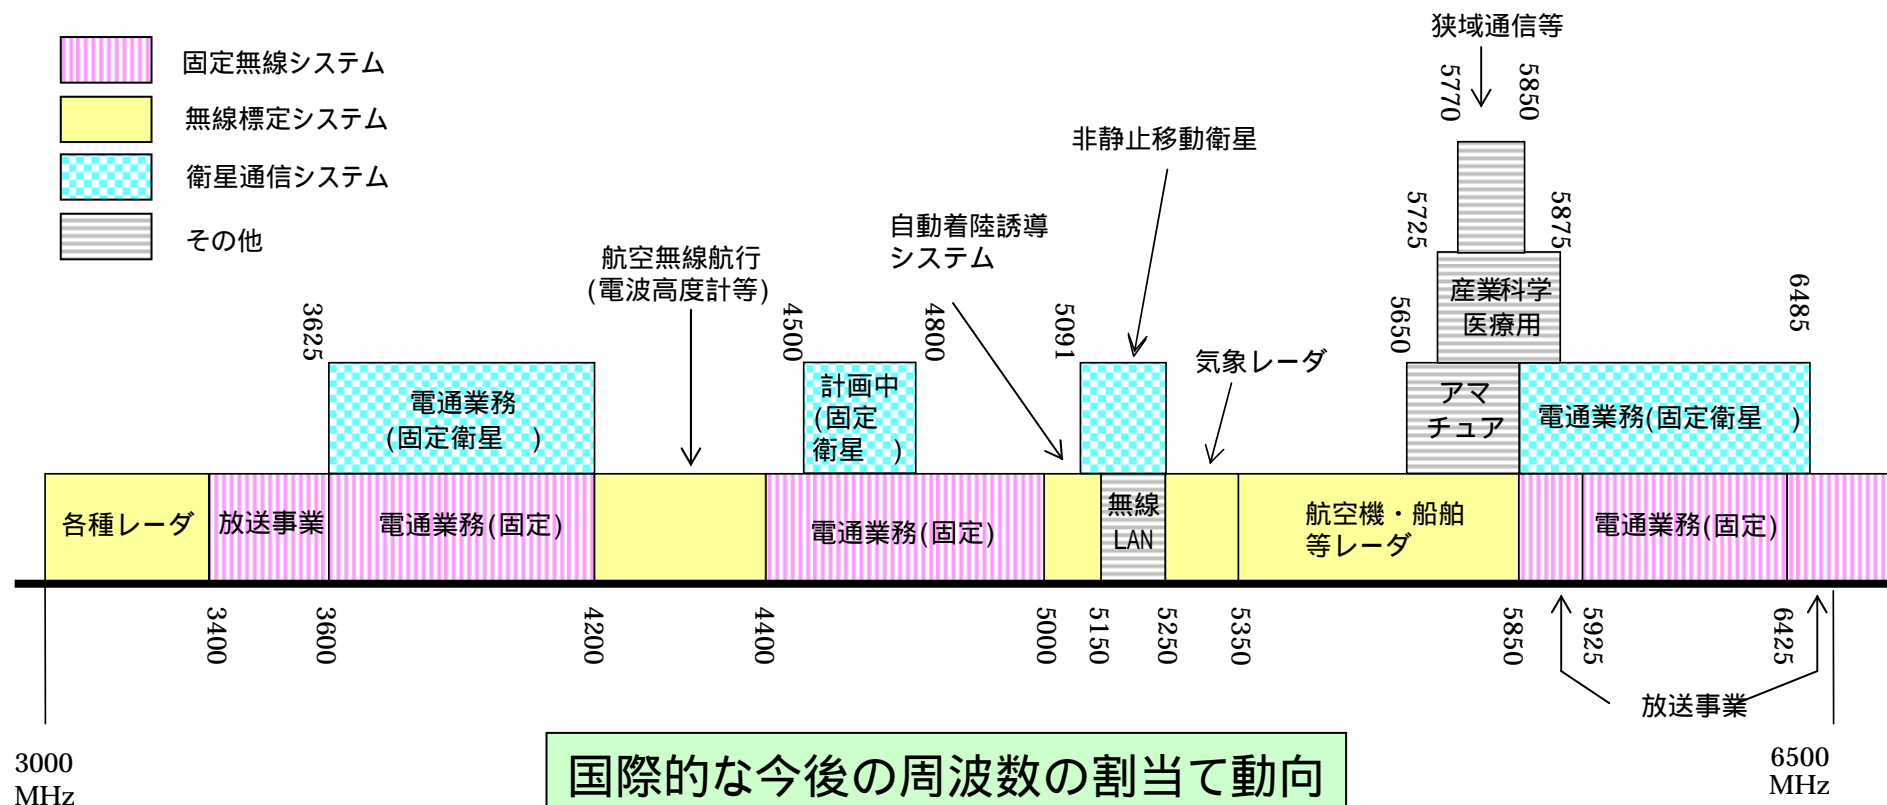 固定無線システム
無線標定システム
衛星通信システム
その他
狭域通信等
5770
5850
非静止移動衛星
5725
5875
自動着陸誘導
システム
航空無線航行
(電波高度計等)
3625
4500
4800
5091
気象レーダ
5650
産業科学
医療用
6485
電通業務
(固定衛星 )
計画中
(固定
衛星 )
アマ
チュア
電通業務(固定衛星 )
各種レーダ
放送事業
電通業務(固定)
電通業務(固定)
無線
LAN
航空機・船舶
等レーダ
電通業務(固定)
3400
3600
4200
4400
5000
5150
5250
5350
5850
5925
6425
放送事業
3000
MHz
6500
MHz
国際的な今後の周波数の割当て動向